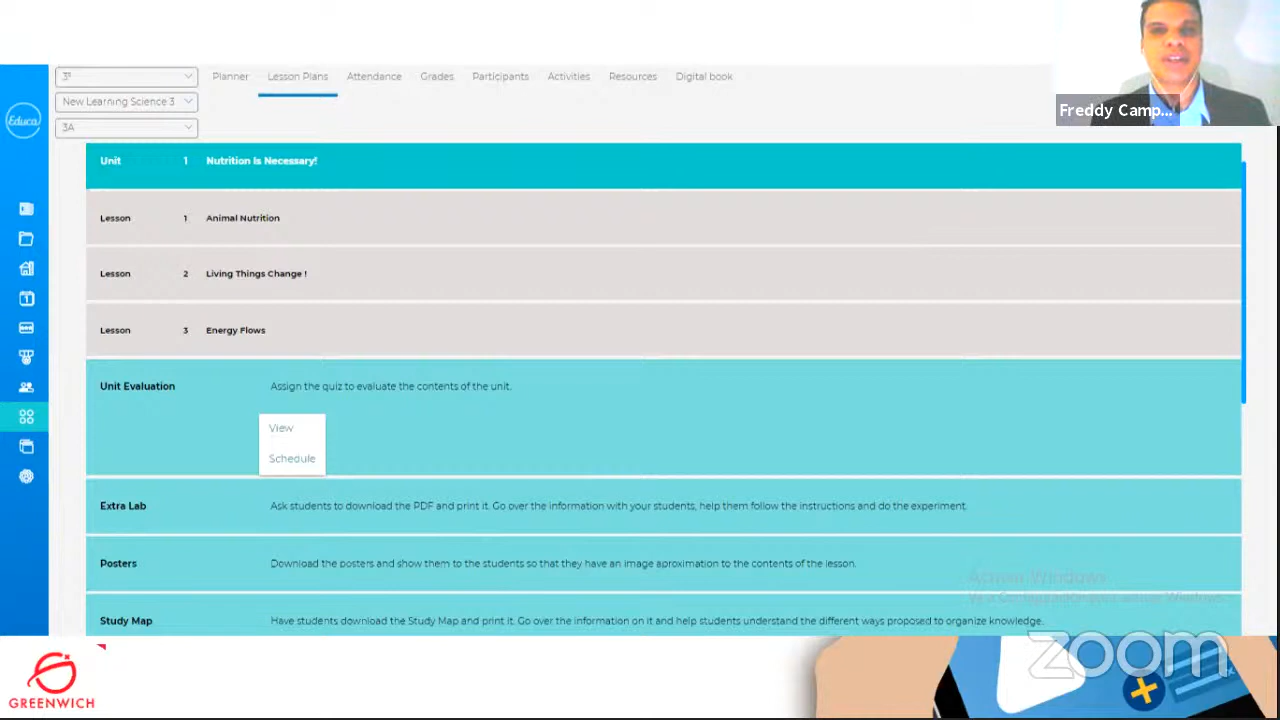 Freddy Camp...
3°
Planner Lesson Plans Attendance Grades Participants Activities Resources Digital book
New Learning Science 3
Educa
3A
Unit 1 Nutrition Is Necessary!
Lesson 1 Animal Nutrition
Lesson 2 Living Things Change !
Lesson 3 Energy Flows
Unit Evaluation Assign the quiz to evaluate the contents of the unit.
View
Schedule
Extra Lab Ask students to download the PDF and print it. Go over the information with your students, help them follow the instructions and do the experiment.
Posters Download the posters and show them to the students so that they have an image aproximation to the contents of the lesson.
Activar Windows
Study Map Have students download the Study Map and print it. Go over the information on it and help students understand the different ways proposed to organize knowledge.
zoom
GREENWICH